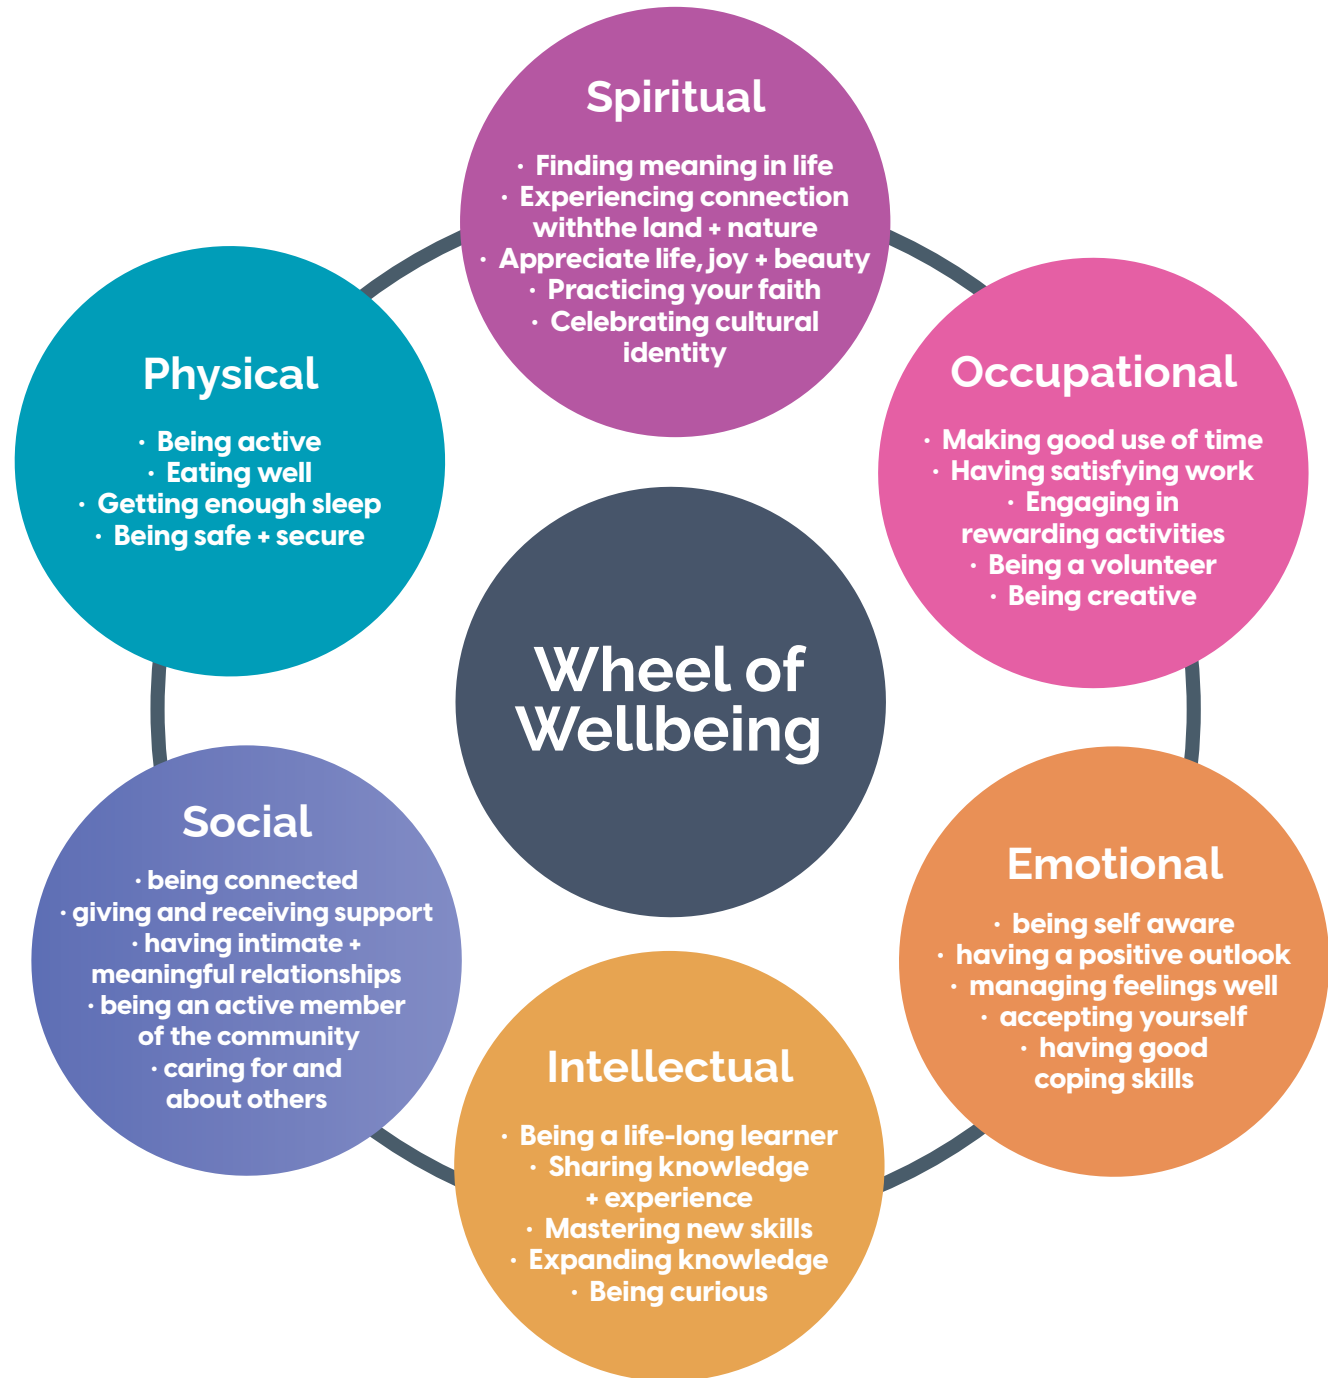 Spiritual
· Finding meaning in life
· Experiencing connection
withthe land + nature
· Appreciate life, joy + beauty
· Practicing your faith
· Celebrating cultural
identity
Physical
· Being active
· Eating well
· Getting enough sleep
· Being safe + secure
Occupational
· Making good use of time
· Having satisfying work
· Engaging in
rewarding activities
· Being a volunteer
· Being creative
Wheel of
Wellbeing
Social
· being connected
· giving and receiving support
· having intimate +
meaningful relationships
· being an active member
of the community
· caring for and
about others
Emotional
· being self aware
· having a positive outlook
· managing feelings well
· accepting yourself
· having good
coping skills
Intellectual
· Being a life-long learner
· Sharing knowledge
+ experience
· Mastering new skills
· Expanding knowledge
· Being curious